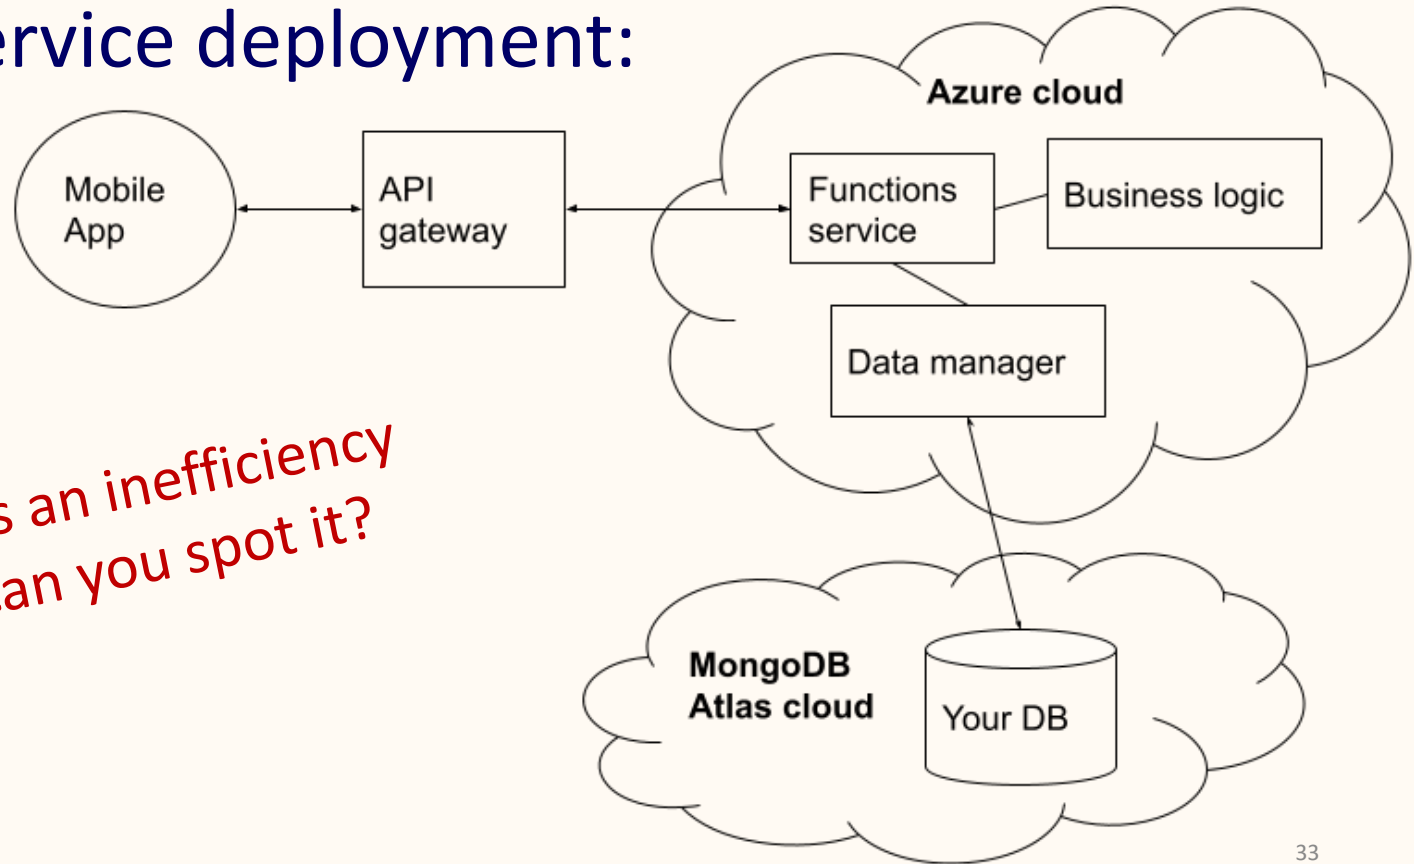 ervice deployment:
Azure cloud
Mobile
App
API
gateway
Functions
service
Business logic
Data manager
s an inefficiency
an you spot it?
MongoDB
Atlas cloud
Your DB
33